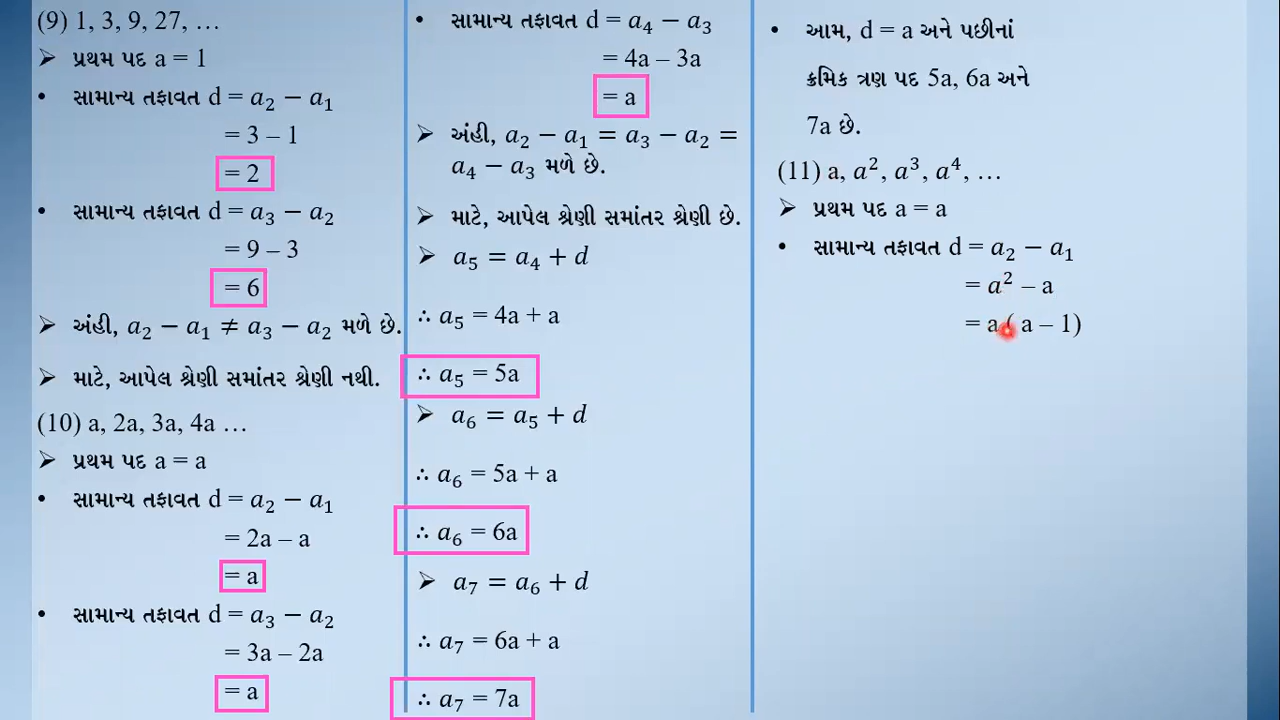 (9) 1, 3, 9, 27, …
➢ પ્રથમ પદ a = 1
• સામાન્ય તફાવત d = a₂ − a₁
= 3 – 1
= 2
• સામાન્ય તફાવત d = a₃ − a₂
= 9 – 3
= 6
➢ અંહી, a₂ − a₁ ≠ a₃ − a₂ મળે છે.
➢ માટે, આપેલ શ્રેણી સમાંતર શ્રેણી નથી.
(10) a, 2a, 3a, 4a …
➢ પ્રથમ પદ a = a
• સામાન્ય તફાવત d = a₂ − a₁
= 2a – a
= a
• સામાન્ય તફાવત d = a₃ − a₂
= 3a – 2a
= a
• સામાન્ય તફાવત d = a₄ − a₃
= 4a – 3a
= a
➢ અંહી, a₂ − a₁ = a₃ − a₂ =
a₄ − a₃ મળે છે.
➢ માટે, આપેલ શ્રેણી સમાંતર શ્રેણી છે.
➢ a₅ = a₄ + d
∴ a₅ = 4a + a
∴ a₅ = 5a
➢ a₆ = a₅ + d
∴ a₆ = 5a + a
∴ a₆ = 6a
➢ a₇ = a₆ + d
∴ a₇ = 6a + a
∴ a₇ = 7a
• આમ, d = a અને પછીનાં
ક્રમિક ત્રણ પદ 5a, 6a અને
7a છે.
(11) a, a², a³, a⁴, …
➢ પ્રથમ પદ a = a
• સામાન્ય તફાવત d = a₂ − a₁
= a² – a
= a ( a – 1)